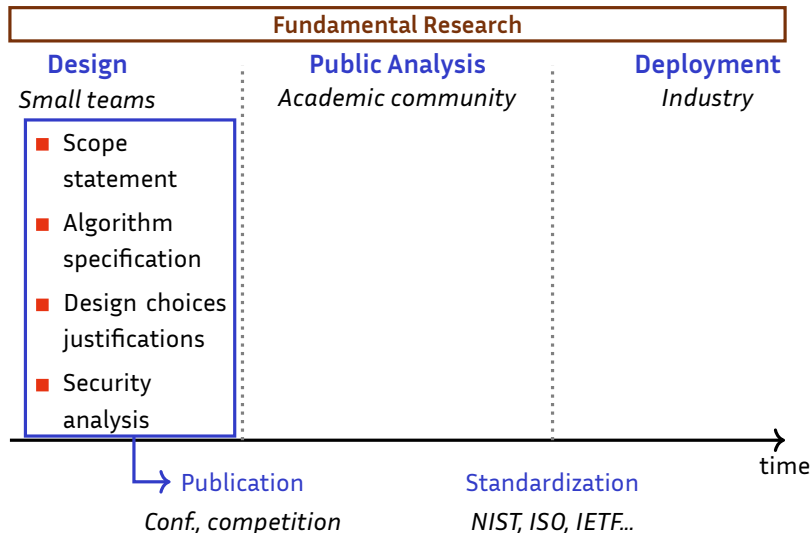 Fundamental Research
Design
Public Analysis
Deployment
Small teams
Academic community
Industry
Scope
statement
Algorithm
specification
Design choices
justifications
Security
analysis
time
Publication
Standardization
Conf., competition
NIST, ISO, IETF...